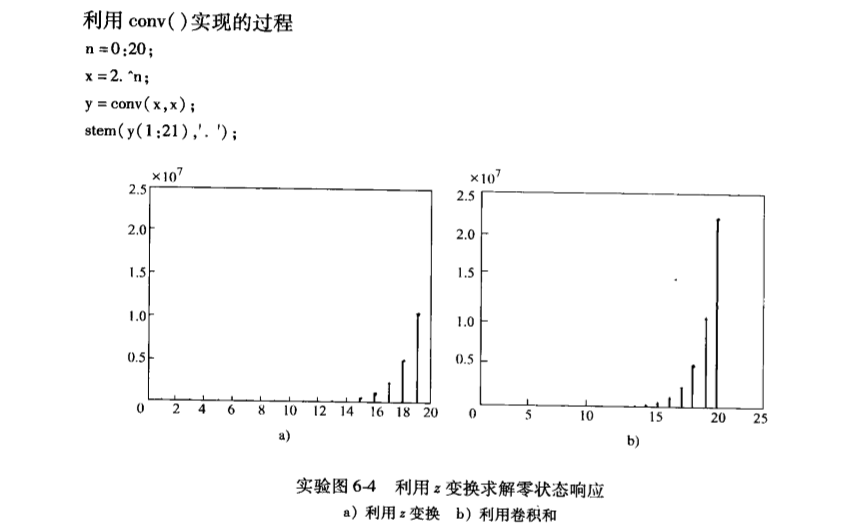 利用 conv( )实现的过程
n =0:20;
x =2. ^n;
y = conv(x,x);
stem(y(1:21),'. ');
×10⁷
2.5
2.0
1.5
1.0
0.5
0 2 4 6 8 10 12 14 16 18 20
a)
×10⁷
2.5
2.0
1.5
1.0
0.5
0 5 10 15 20 25
b)
实验图 6-4 利用 z 变换求解零状态响应
a) 利用 z 变换 b) 利用卷积和